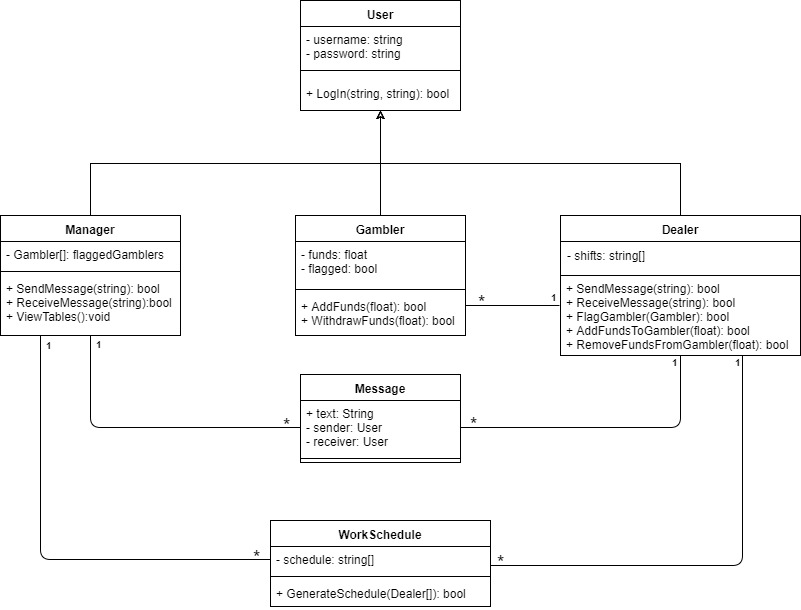 User
- username: string
- password: string
+ LogIn(string, string): bool
Manager
- Gambler[]: flaggedGamblers
+ SendMessage(string): bool
+ ReceiveMessage(string):bool
+ ViewTables():void
Gambler
- funds: float
- flagged: bool
+ AddFunds(float): bool
+ WithdrawFunds(float): bool
* 1
Dealer
- shifts: string[]
+ SendMessage(string): bool
+ ReceiveMessage(string): bool
+ FlagGambler(Gambler): bool
+ AddFundsToGambler(float): bool
+ RemoveFundsFromGambler(float): bool
1 1 1 1
Message
+ text: String
- sender: User
- receiver: User
* *
WorkSchedule
- schedule: string[]
+ GenerateSchedule(Dealer[]): bool
* *